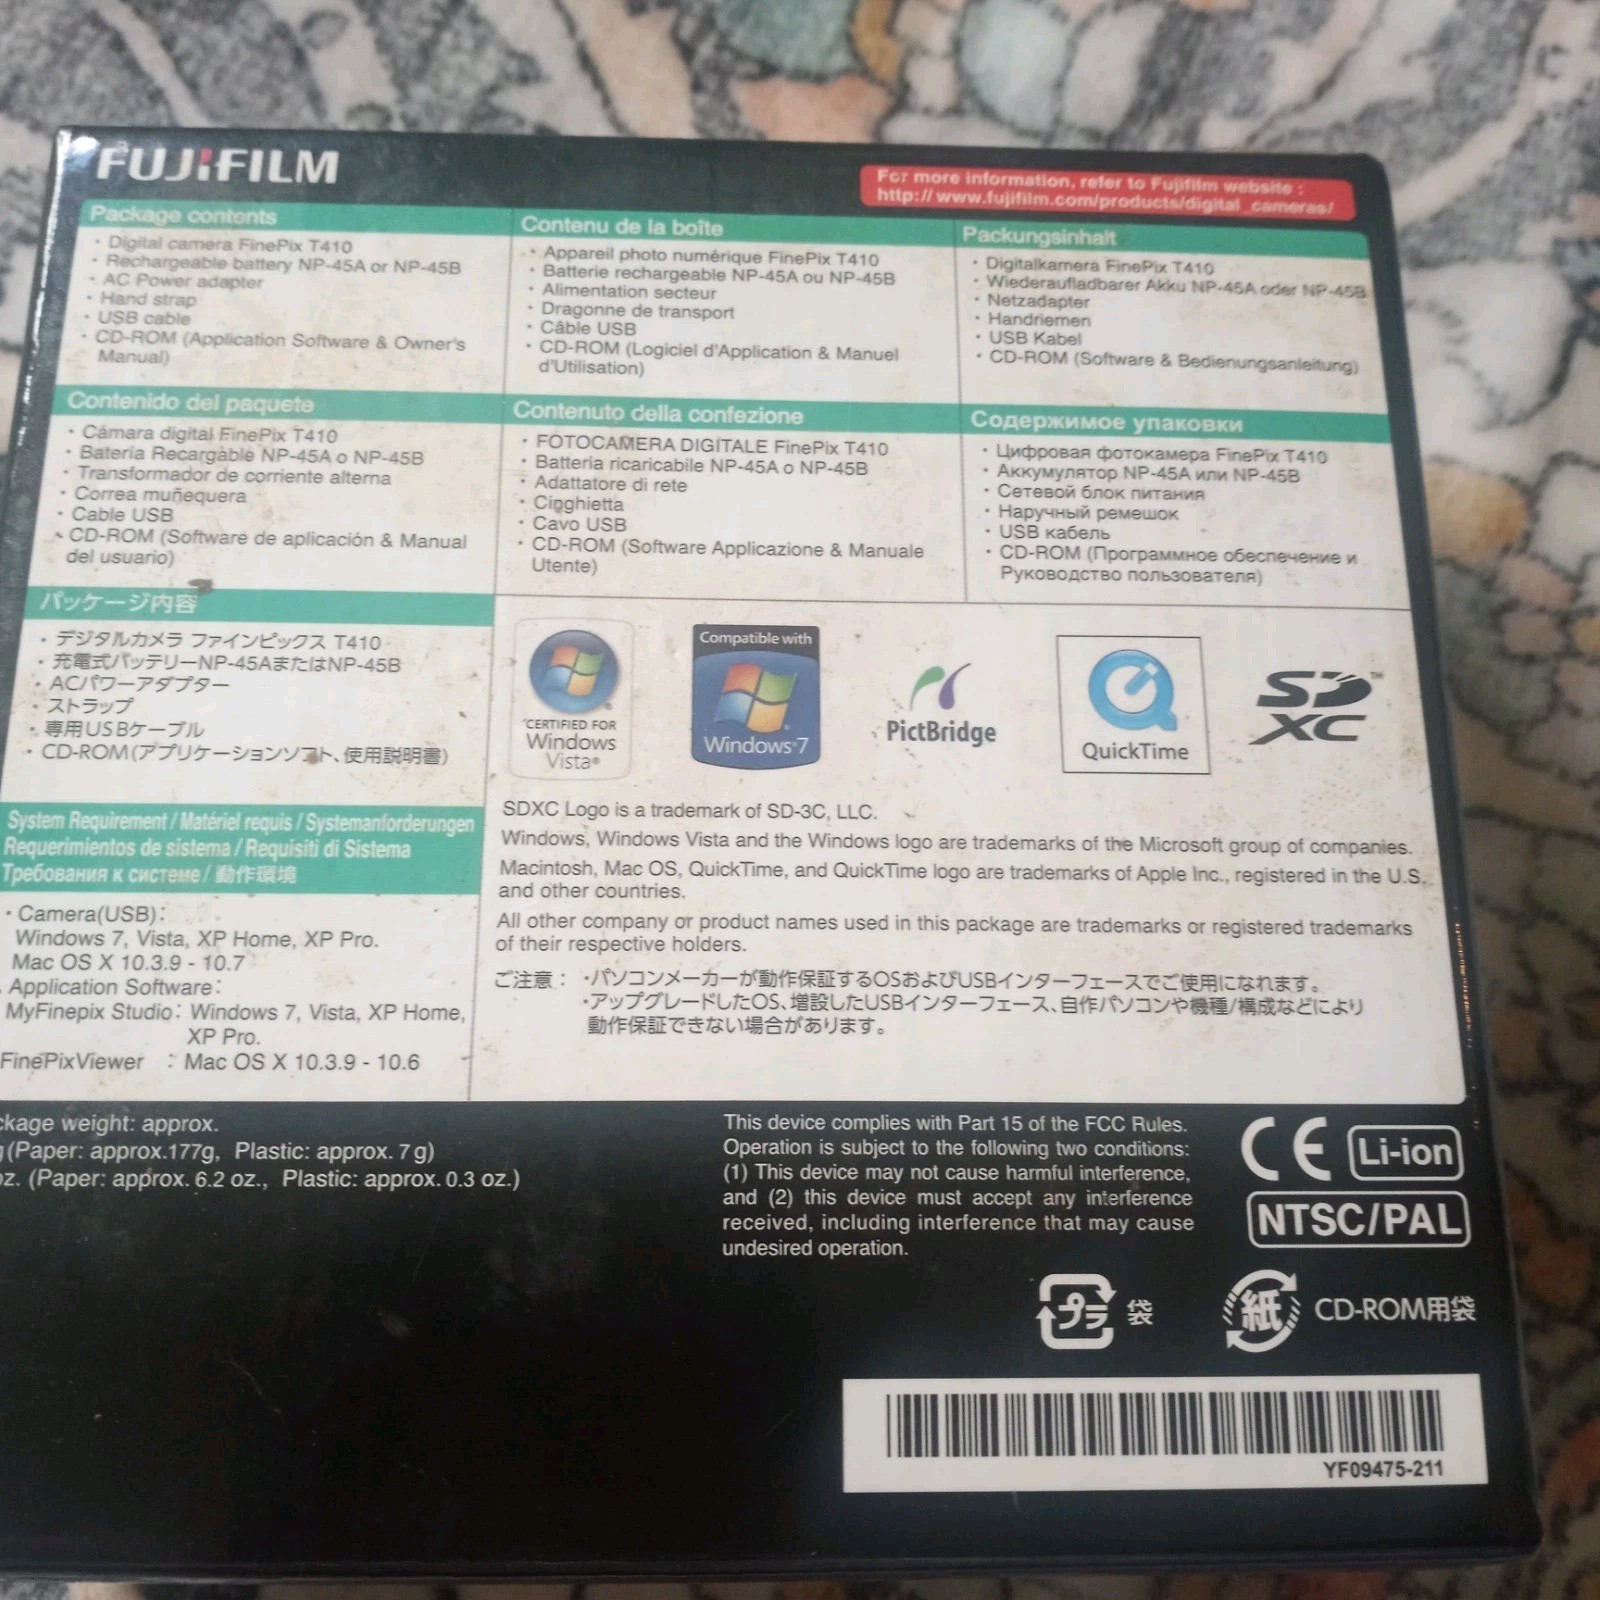 FUJIFILM
For more information, refer to Fujifilm website :
http://www.fujifilm.com/products/digital_cameras/
Package contents
・Digital camera FinePix T410
・Rechargeable battery NP-45A or NP-45B
・AC Power adapter
・Hand strap
・USB cable
・CD-ROM (Application Software & Owner's
Manual)
Contenu de la boîte
・Appareil photo numérique FinePix T410
・Batterie rechargeable NP-45A ou NP-45B
・Alimentation secteur
・Dragonne de transport
・Câble USB
・CD-ROM (Logiciel d'Application & Manuel
d'Utilisation)
Packungsinhalt
・Digitalkamera FinePix T410
・Wiederaufladbarer Akku NP-45A oder NP-45B
・Netzadapter
・Handriemen
・USB Kabel
・CD-ROM (Software & Bedienungsanleitung)
Contenido del paquete
・Cámara digital FinePix T410
・Batería Recargable NP-45A o NP-45B
・Transformador de corriente alterna
・Correa muñequera
・Cable USB
・CD-ROM (Software de aplicación & Manual
del usuario)
Contenuto della confezione
・FOTOCAMERA DIGITALE FinePix T410
・Batteria ricaricabile NP-45A o NP-45B
・Adattatore di rete
・Cinghietta
・Cavo USB
・CD-ROM (Software Applicazione & Manuale
Utente)
Содержимое упаковки
・Цифровая фотокамера FinePix T410
・Аккумулятор NP-45A или NP-45B
・Сетевой блок питания
・Наручный ремешок
・USB кабель
・CD-ROM (Программное обеспечение и
Руководство пользователя)
パッケージ内容
・デジタルカメラ ファインピックス T410
・充電式バッテリーNP-45AまたはNP-45B
・ACパワーアダプター
・ストラップ
・専用USBケーブル
・CD-ROM(アプリケーションソフト、使用説明書)
CERTIFIED FOR
Windows
Vista®
Compatible with
Windows®7
PictBridge
QuickTime
SD™
XC
System Requirement / Matériel requis / Systemanforderungen
Requerimientos de sistema / Requisiti di Sistema
Требования к системе / 動作環境
・Camera(USB):
Windows 7, Vista, XP Home, XP Pro.
Mac OS X 10.3.9 - 10.7
Application Software:
MyFinepix Studio: Windows 7, Vista, XP Home,
XP Pro.
FinePixViewer : Mac OS X 10.3.9 - 10.6
SDXC Logo is a trademark of SD-3C, LLC.
Windows, Windows Vista and the Windows logo are trademarks of the Microsoft group of companies.
Macintosh, Mac OS, QuickTime, and QuickTime logo are trademarks of Apple Inc., registered in the U.S.
and other countries.
All other company or product names used in this package are trademarks or registered trademarks
of their respective holders.
ご注意：・パソコンメーカーが動作保証するOSおよびUSBインターフェースでご使用になれます。
・アップグレードしたOS、増設したUSBインターフェース、自作パソコンや機種/構成などにより
動作保証できない場合があります。
ckage weight: approx.
g (Paper: approx.177g, Plastic: approx. 7 g)
oz. (Paper: approx. 6.2 oz., Plastic: approx. 0.3 oz.)
This device complies with Part 15 of the FCC Rules.
Operation is subject to the following two conditions:
(1) This device may not cause harmful interference,
and (2) this device must accept any interference
received, including interference that may cause
undesired operation.
CE Li-ion
NTSC/PAL
プラ 袋
紙 CD-ROM用袋
YF09475-211